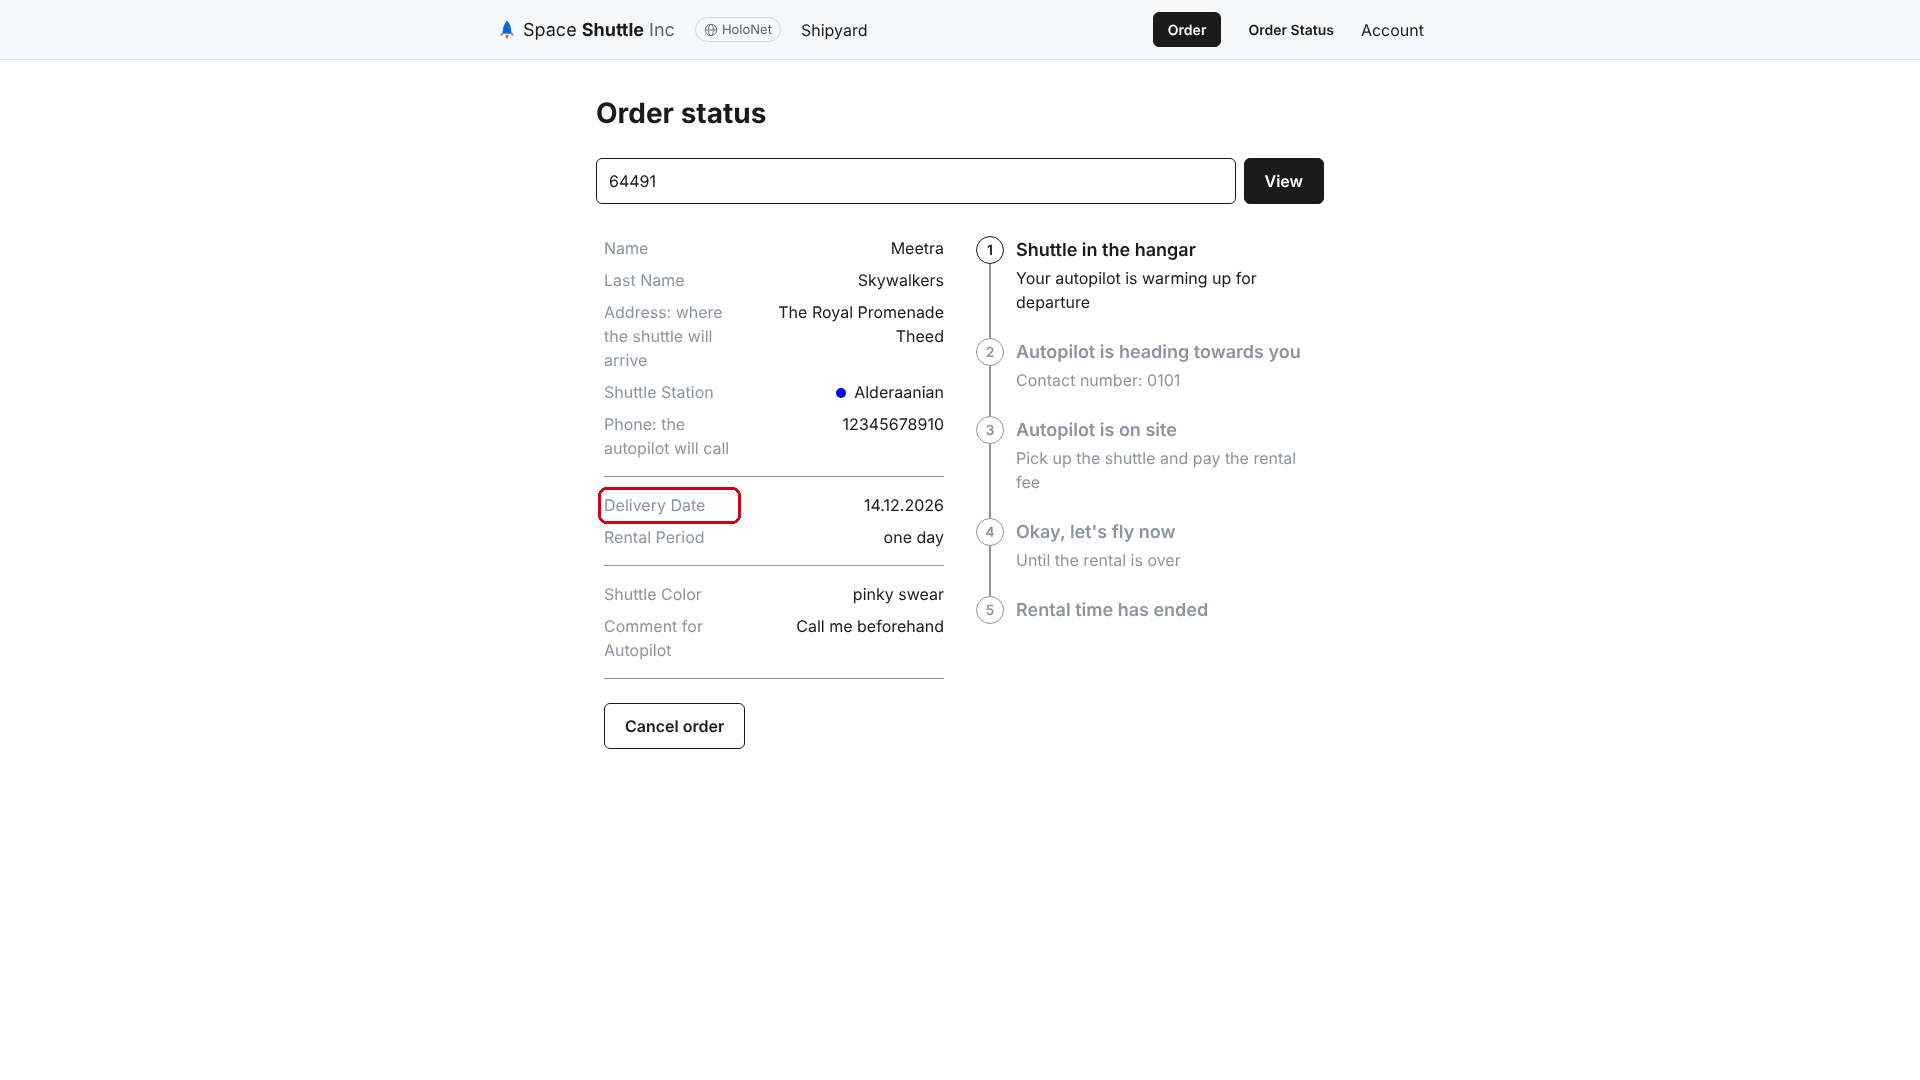 Space Shuttle Inc
HoloNet
Shipyard
Order
Order Status
Account
Order status
64491
View
Name
Meetra
Last Name
Skywalkers
Address: where
the shuttle will
arrive
The Royal Promenade
Theed
Shuttle Station
Alderaanian
Phone: the
autopilot will call
12345678910
Delivery Date
14.12.2026
Rental Period
one day
Shuttle Color
pinky swear
Comment for
Autopilot
Call me beforehand
Cancel order
1
Shuttle in the hangar
Your autopilot is warming up for
departure
2
Autopilot is heading towards you
Contact number: 0101
3
Autopilot is on site
Pick up the shuttle and pay the rental
fee
4
Okay, let's fly now
Until the rental is over
5
Rental time has ended